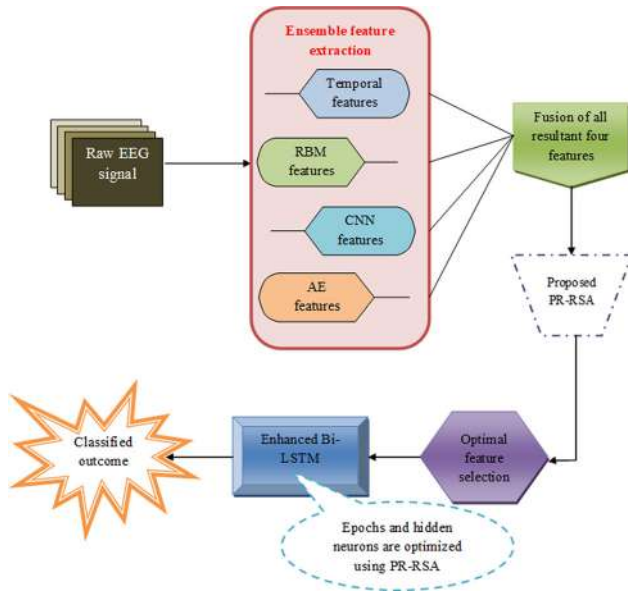 Ensemble feature
extraction
Temporal
features
RBM
features
CNN
features
AE
features
Raw EEG
signal
Fusion of all
resultant four
features
Proposed
PR-RSA
Optimal
feature
selection
Enhanced Bi-
LSTM
Classified
outcome
Epochs and hidden
neurons are optimized
using PR-RSA